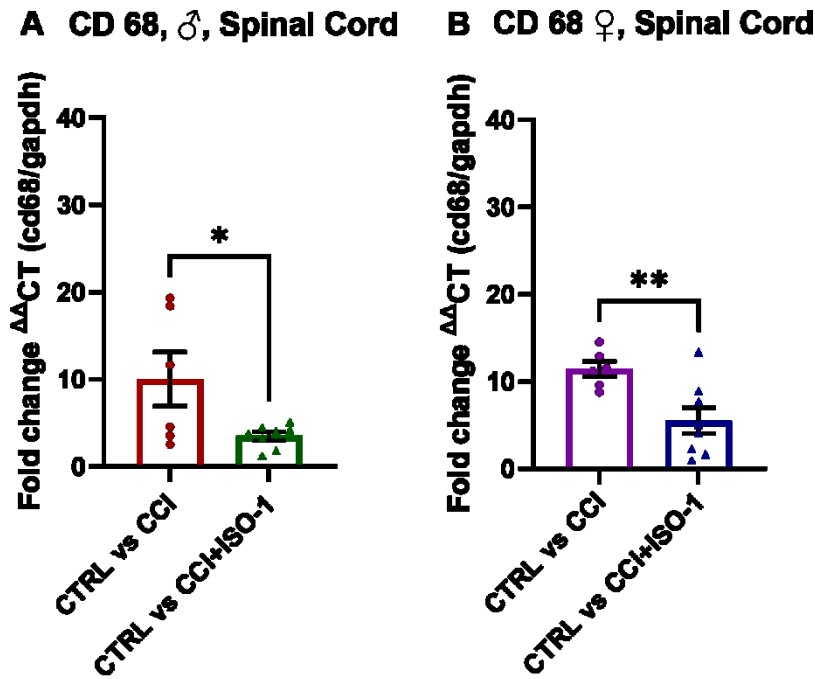 A CD 68, ♂, Spinal Cord
Fold change ΔΔCT (cd68/gapdh)
40
30
20
10
0
*
CTRL vs CCI
CTRL vs CCI+ISO-1
B CD 68 ♀, Spinal Cord
Fold change ΔΔCT (cd68/gapdh)
40
30
20
10
0
**
CTRL vs CCI
CTRL vs CCI+ISO-1